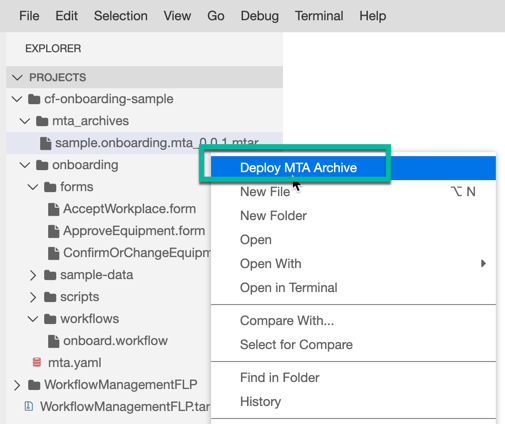 File Edit Selection View Go Debug Terminal Help
EXPLORER
PROJECTS
cf-onboarding-sample
mta_archives
sample.onboarding.mta_0.0.1.mtar
onboarding
Deploy MTA Archive
forms
New File ⌥ N
AcceptWorkplace.form
New Folder
ApproveEquipment.form
Open
ConfirmOrChangeEquipm
Open With
sample-data
Open in Terminal
scripts
workflows
Compare With...
onboard.workflow
Select for Compare
mta.yaml
Find in Folder
WorkflowManagementFLP
History
WorkflowManagementFLP.tar